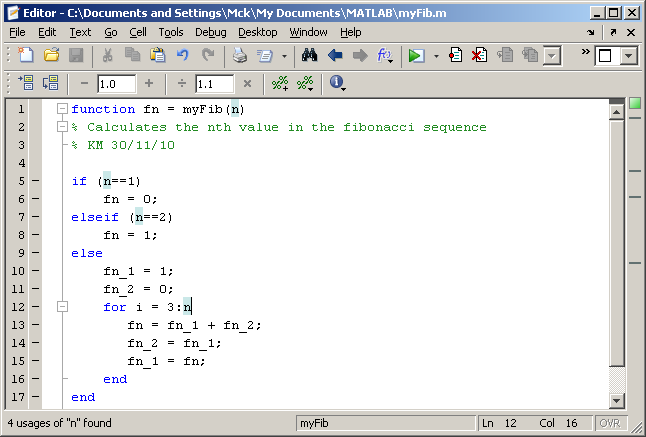 Editor - C:\Documents and Settings\Mck\My Documents\MATLAB\myFib.m
File Edit Text Go Cell Tools Debug Desktop Window Help
− 1.0 + ÷ 1.1 ×
1 function fn = myFib(n)
2 % Calculates the nth value in the fibonacci sequence
3 % KM 30/11/10
4
5 if (n==1)
6 fn = 0;
7 elseif (n==2)
8 fn = 1;
9 else
10 fn_1 = 1;
11 fn_2 = 0;
12 for i = 3:n
13 fn = fn_1 + fn_2;
14 fn_2 = fn_1;
15 fn_1 = fn;
16 end
17 end
4 usages of "n" found myFib Ln 12 Col 16 OVR